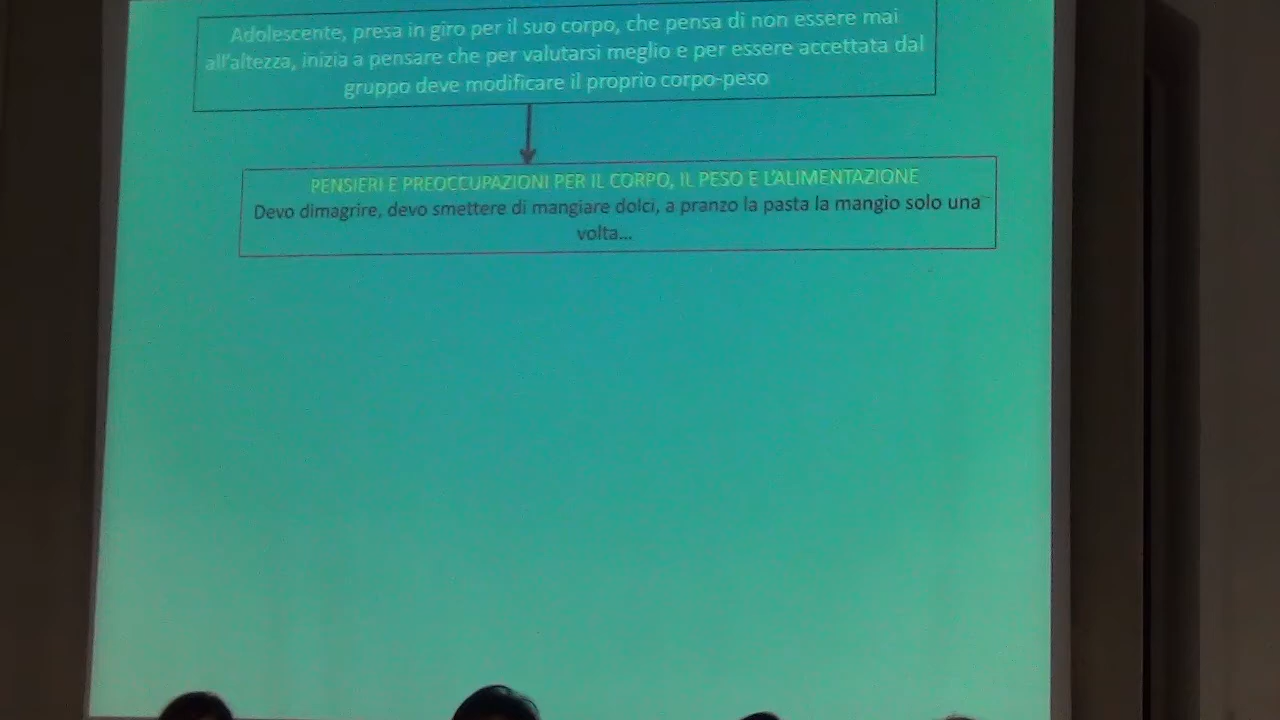 Adolescente, presa in giro per il suo corpo, che pensa di non essere mai
all'altezza, inizia a pensare che per valutarsi meglio e per essere accettata dal
gruppo deve modificare il proprio corpo-peso
PENSIERI E PREOCCUPAZIONI PER IL CORPO, IL PESO E L'ALIMENTAZIONE
Devo dimagrire, devo smettere di mangiare dolci, a pranzo la pasta la mangio solo una
volta...